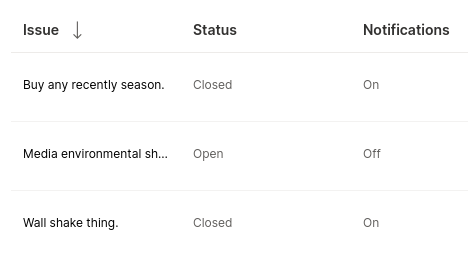 Issue Status Notifications
Buy any recently season. Closed On
Media environmental sh... Open Off
Wall shake thing. Closed On